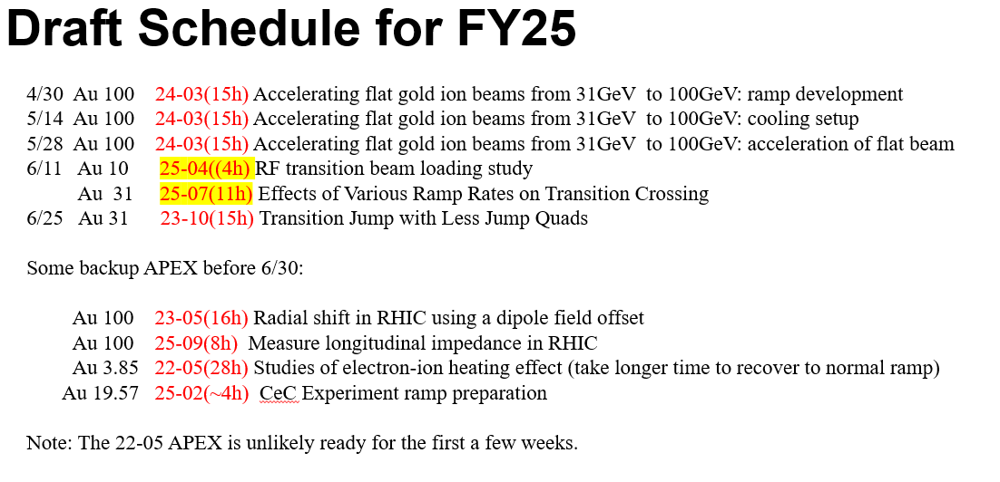 Draft Schedule for FY25
4/30 Au 100 24-03(15h) Accelerating flat gold ion beams from 31GeV to 100GeV: ramp development
5/14 Au 100 24-03(15h) Accelerating flat gold ion beams from 31GeV to 100GeV: cooling setup
5/28 Au 100 24-03(15h) Accelerating flat gold ion beams from 31GeV to 100GeV: acceleration of flat beam
6/11 Au 10 25-04((4h) RF transition beam loading study
Au 31 25-07(11h) Effects of Various Ramp Rates on Transition Crossing
6/25 Au 31 23-10(15h) Transition Jump with Less Jump Quads
Some backup APEX before 6/30:
Au 100 23-05(16h) Radial shift in RHIC using a dipole field offset
Au 100 25-09(8h) Measure longitudinal impedance in RHIC
Au 3.85 22-05(28h) Studies of electron-ion heating effect (take longer time to recover to normal ramp)
Au 19.57 25-02(~4h) CeC Experiment ramp preparation
Note: The 22-05 APEX is unlikely ready for the first a few weeks.